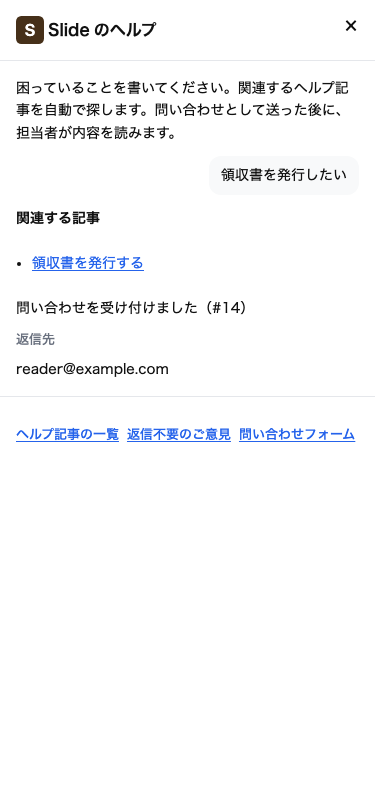 S Slide のヘルプ ×
困っていることを書いてください。関連するヘルプ記
事を自動で探します。問い合わせとして送った後に、
担当者が内容を読みます。
領収書を発行したい
関連する記事
• 領収書を発行する
問い合わせを受け付けました（#14）
返信先
reader@example.com
ヘルプ記事の一覧 返信不要のご意見 問い合わせフォーム